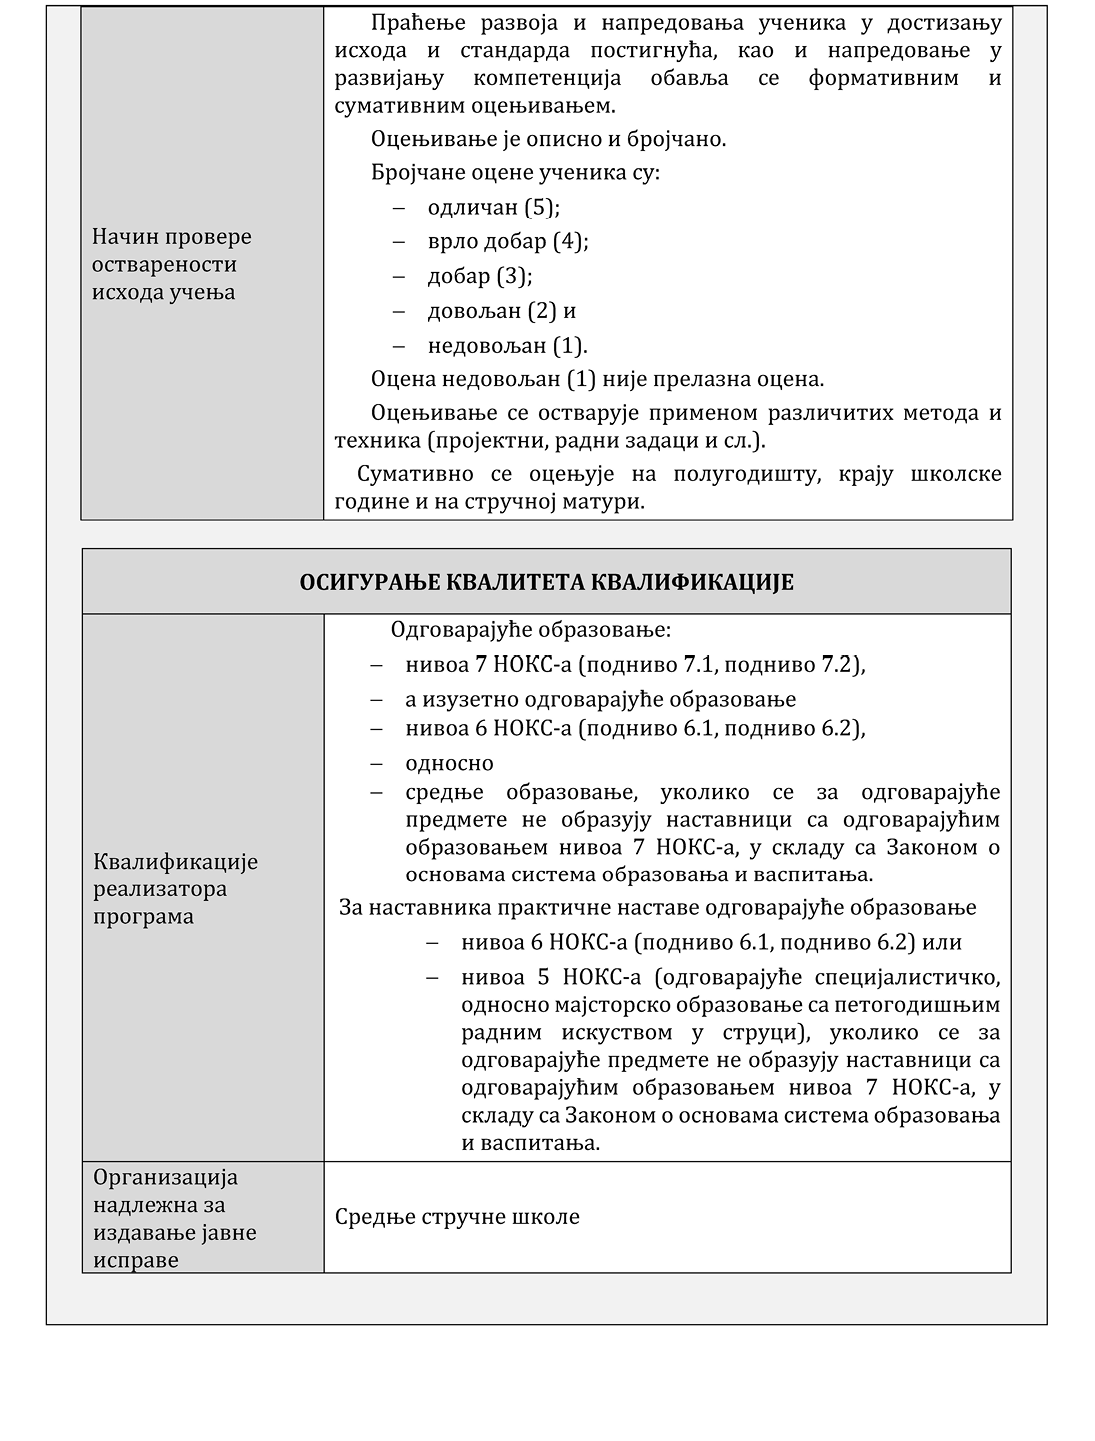 Начин провере
остварености
исхода учења
Праћење развоја и напредовања ученика у достизању
исхода и стандарда постигнућа, као и напредовање у
развијању компетенција обавља се формативним и
сумативним оцењивањем.
Оцењивање је описно и бројчано.
Бројчане оцене ученика су:
– одличан (5);
– врло добар (4);
– добар (3);
– довољан (2) и
– недовољан (1).
Оцена недовољан (1) није прелазна оцена.
Оцењивање се остварује применом различитих метода и
техника (пројектни, радни задаци и сл.).
Сумативно се оцењује на полугодишту, крају школске
године и на стручној матури.
ОСИГУРАЊЕ КВАЛИТЕТА КВАЛИФИКАЦИЈЕ
Квалификације
реализатора
програма
Одговарајуће образовање:
– нивоа 7 НОКС-а (поднивo 7.1, подниво 7.2),
– а изузетно одговарајуће образовање
– нивоа 6 НОКС-а (подниво 6.1, подниво 6.2),
– односно
– средње образовање, уколико се за одговарајуће
предмете не образују наставници са одговарајућим
образовањем нивоа 7 НОКС-а, у складу са Законом о
основама система образовања и васпитања.
За наставника практичне наставе одговарајуће образовање
– нивоа 6 НОКС-а (подниво 6.1, подниво 6.2) или
– нивоа 5 НОКС-а (одговарајуће специјалистичко,
односно мајсторско образовање са петогодишњим
радним искуством у струци), уколико се за
одговарајуће предмете не образују наставници са
одговарајућим образовањем нивоа 7 НОКС-а, у
складу са Законом о основама система образовања
и васпитања.
Организација
надлежна за
издавање јавне
исправе
Средње стручне школе